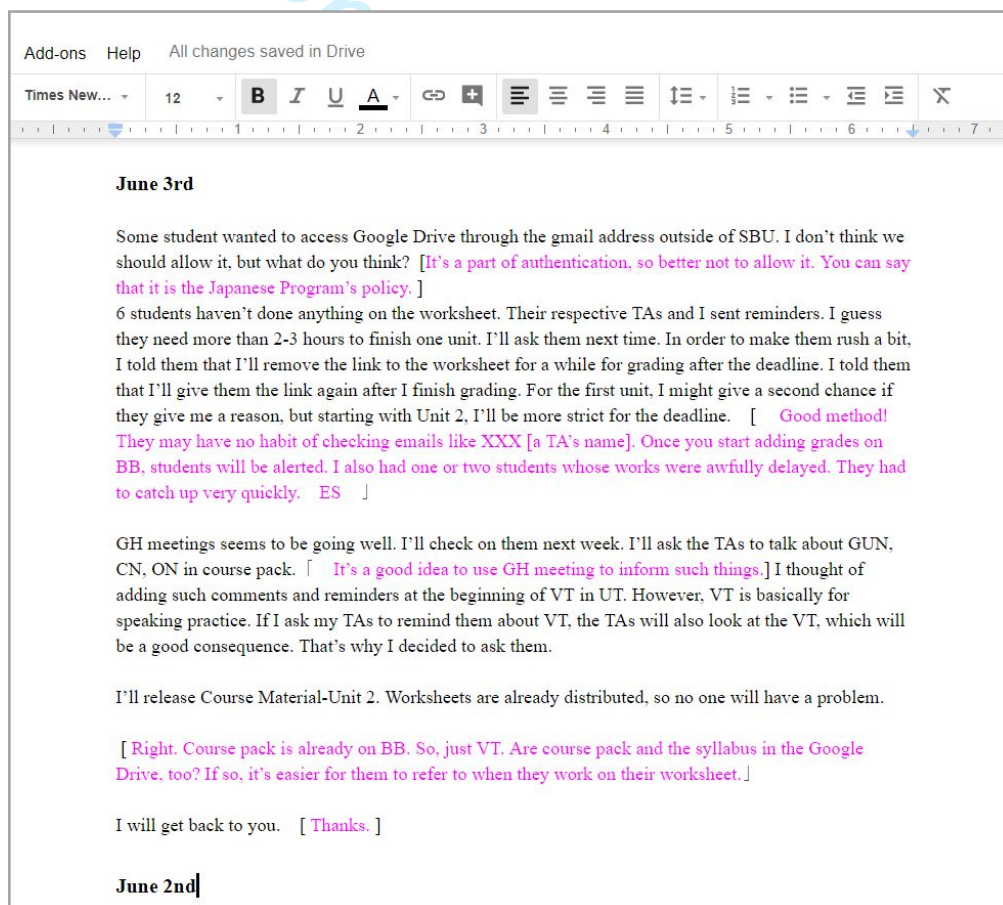 Add-ons Help All changes saved in Drive
Times New... 12 B I U A
1 2 3 4 5 6 7
June 3rd
Some student wanted to access Google Drive through the gmail address outside of SBU. I don't think we
should allow it, but what do you think? [It's a part of authentication, so better not to allow it. You can say
that it is the Japanese Program's policy. ]
6 students haven't done anything on the worksheet. Their respective TAs and I sent reminders. I guess
they need more than 2-3 hours to finish one unit. I'll ask them next time. In order to make them rush a bit,
I told them that I'll remove the link to the worksheet for a while for grading after the deadline. I told them
that I'll give them the link again after I finish grading. For the first unit, I might give a second chance if
they give me a reason, but starting with Unit 2, I'll be more strict for the deadline. [ Good method!
They may have no habit of checking emails like XXX [a TA's name]. Once you start adding grades on
BB, students will be alerted. I also had one or two students whose works were awfully delayed. They had
to catch up very quickly. ES 」
GH meetings seems to be going well. I'll check on them next week. I'll ask the TAs to talk about GUN,
CN, ON in course pack. 「 It's a good idea to use GH meeting to inform such things.] I thought of
adding such comments and reminders at the beginning of VT in UT. However, VT is basically for
speaking practice. If I ask my TAs to remind them about VT, the TAs will also look at the VT, which will
be a good consequence. That's why I decided to ask them.
I'll release Course Material-Unit 2. Worksheets are already distributed, so no one will have a problem.
[ Right. Course pack is already on BB. So, just VT. Are course pack and the syllabus in the Google
Drive, too? If so, it's easier for them to refer to when they work on their worksheet.」
I will get back to you. [ Thanks. ]
June 2nd